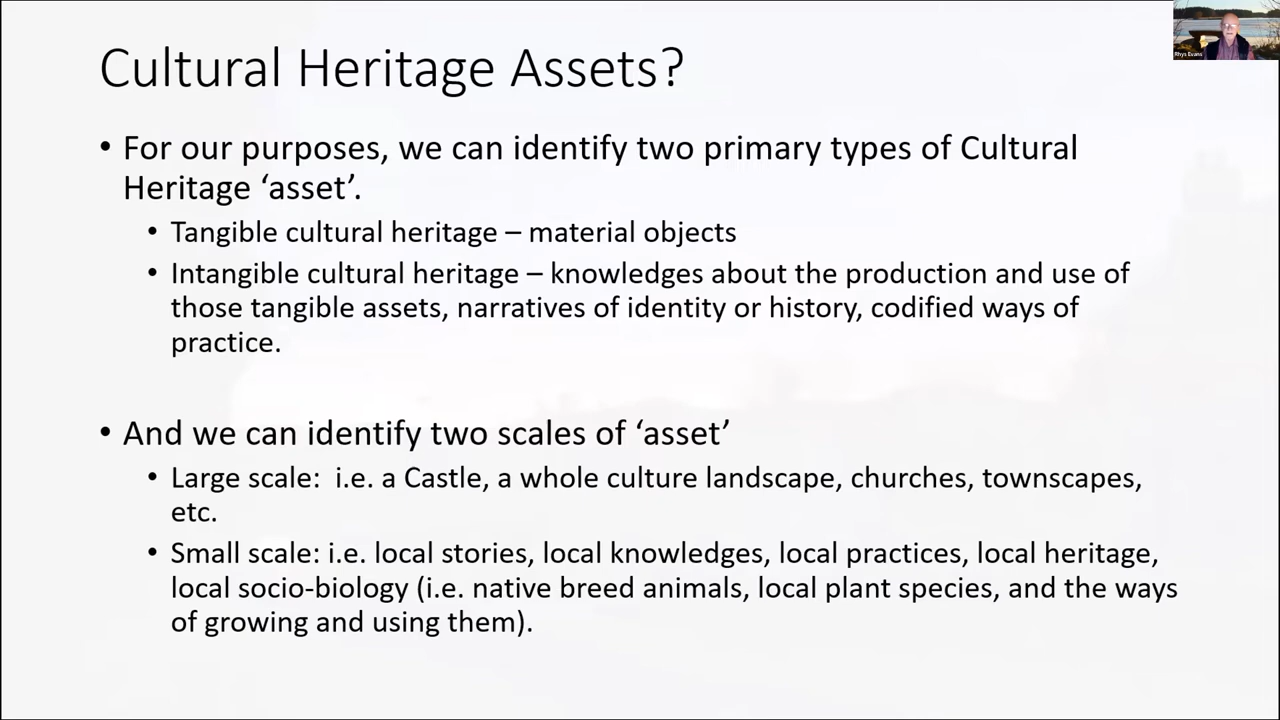 Cultural Heritage Assets?
Rhys Evans
• For our purposes, we can identify two primary types of Cultural
Heritage ‘asset’.
• Tangible cultural heritage – material objects
• Intangible cultural heritage – knowledges about the production and use of
those tangible assets, narratives of identity or history, codified ways of
practice.
• And we can identify two scales of ‘asset’
• Large scale:  i.e. a Castle, a whole culture landscape, churches, townscapes,
etc.
• Small scale: i.e. local stories, local knowledges, local practices, local heritage,
local socio-biology (i.e. native breed animals, local plant species, and the ways
of growing and using them).